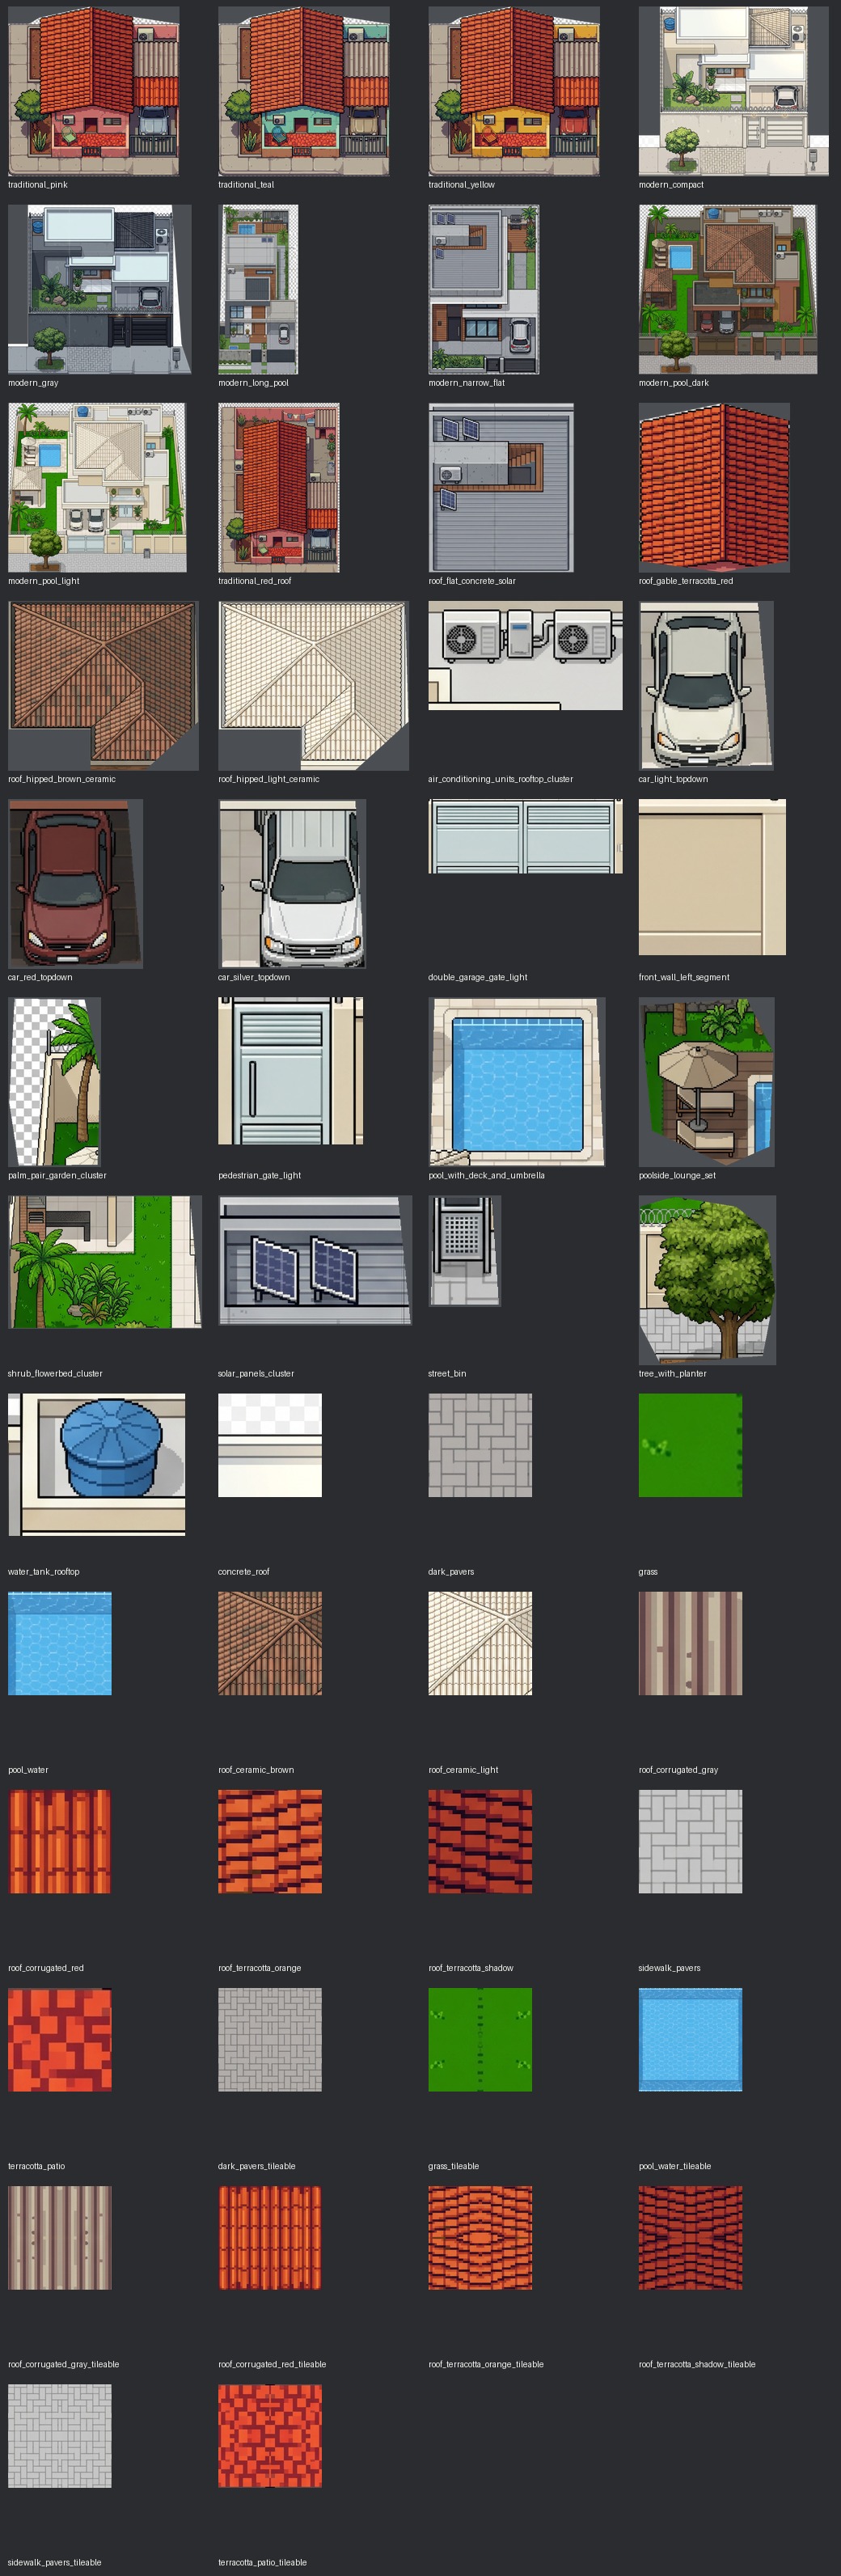 traditional_pink
traditional_teal
traditional_yellow
modern_compact
modern_gray
modern_long_pool
modern_narrow_flat
modern_pool_dark
modern_pool_light
traditional_red_roof
roof_flat_concrete_solar
roof_gable_terracotta_red
roof_hipped_brown_ceramic
roof_hipped_light_ceramic
air_conditioning_units_rooftop_cluster
car_light_topdown
car_red_topdown
car_silver_topdown
double_garage_gate_light
front_wall_left_segment
palm_pair_garden_cluster
pedestrian_gate_light
pool_with_deck_and_umbrella
poolside_lounge_set
shrub_flowerbed_cluster
solar_panels_cluster
street_bin
tree_with_planter
water_tank_rooftop
concrete_roof
dark_pavers
grass
pool_water
roof_ceramic_brown
roof_ceramic_light
roof_corrugated_gray
roof_corrugated_red
roof_terracotta_orange
roof_terracotta_shadow
sidewalk_pavers
terracotta_patio
dark_pavers_tileable
grass_tileable
pool_water_tileable
roof_corrugated_gray_tileable
roof_corrugated_red_tileable
roof_terracotta_orange_tileable
roof_terracotta_shadow_tileable
sidewalk_pavers_tileable
terracotta_patio_tileable